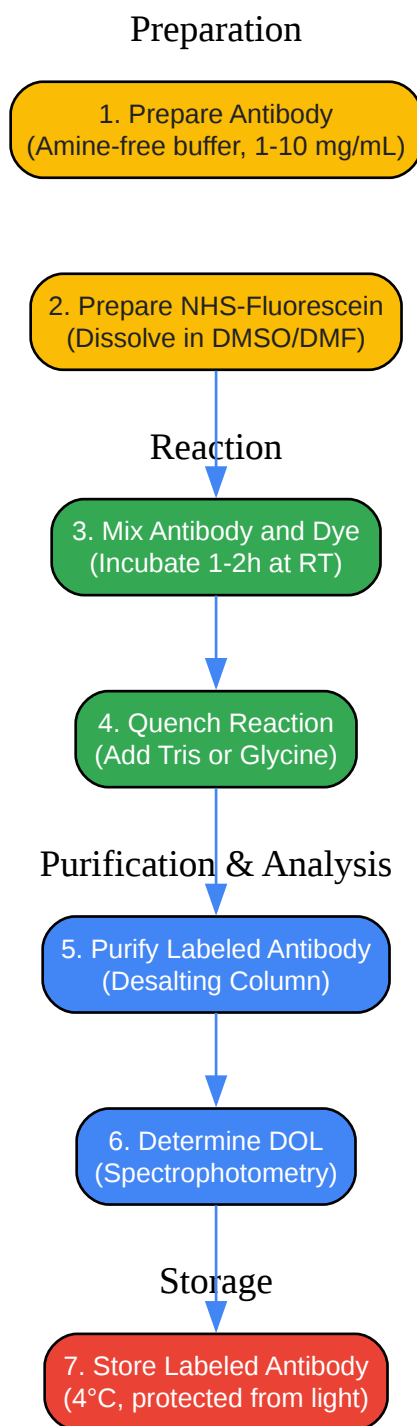 Preparation
1. Prepare Antibody
(Amine-free buffer, 1-10 mg/mL)
2. Prepare NHS-Fluorescein
(Dissolve in DMSO/DMF)
Reaction
3. Mix Antibody and Dye
(Incubate 1-2h at RT)
4. Quench Reaction
(Add Tris or Glycine)
Purification & Analysis
5. Purify Labeled Antibody
(Desalting Column)
6. Determine DOL
(Spectrophotometry)
Storage
7. Store Labeled Antibody
(4°C, protected from light)